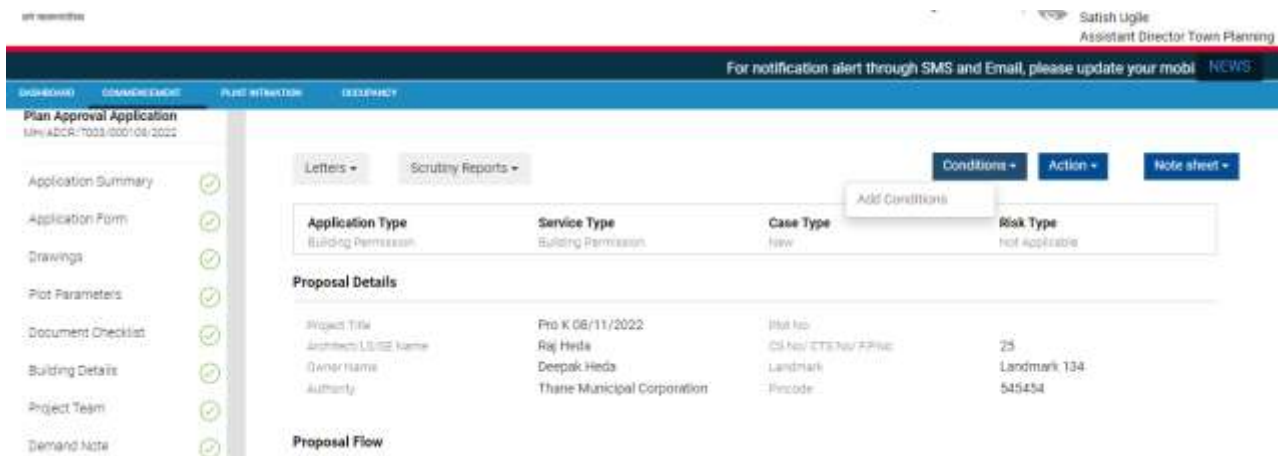 Satish Ugile
Assistant Director Town Planning
For notification alert through SMS and Email, please update your mobi NEWS
DASHBOARD COMMENCEMENT PLINT INTIMATION OCCUPANCY
Plan Approval Application
Letters
Scrutiny Reports
Conditions
Action
Note sheet
Add Conditions
Application Summary
Application Form
Drawings
Plot Parameters
Document Checklist
Building Details
Project Team
Demand Note
Application Type Service Type Case Type Risk Type
Building Permission Building Permission New Not Applicable
Proposal Details
Project Title Pro K 08/11/2022 Plot No
Architect/LS/SE Name Raj Heda 25
Owner Name Deepak Heda Landmark Landmark 134
Authority Thane Municipal Corporation Pincode 545454
Proposal Flow